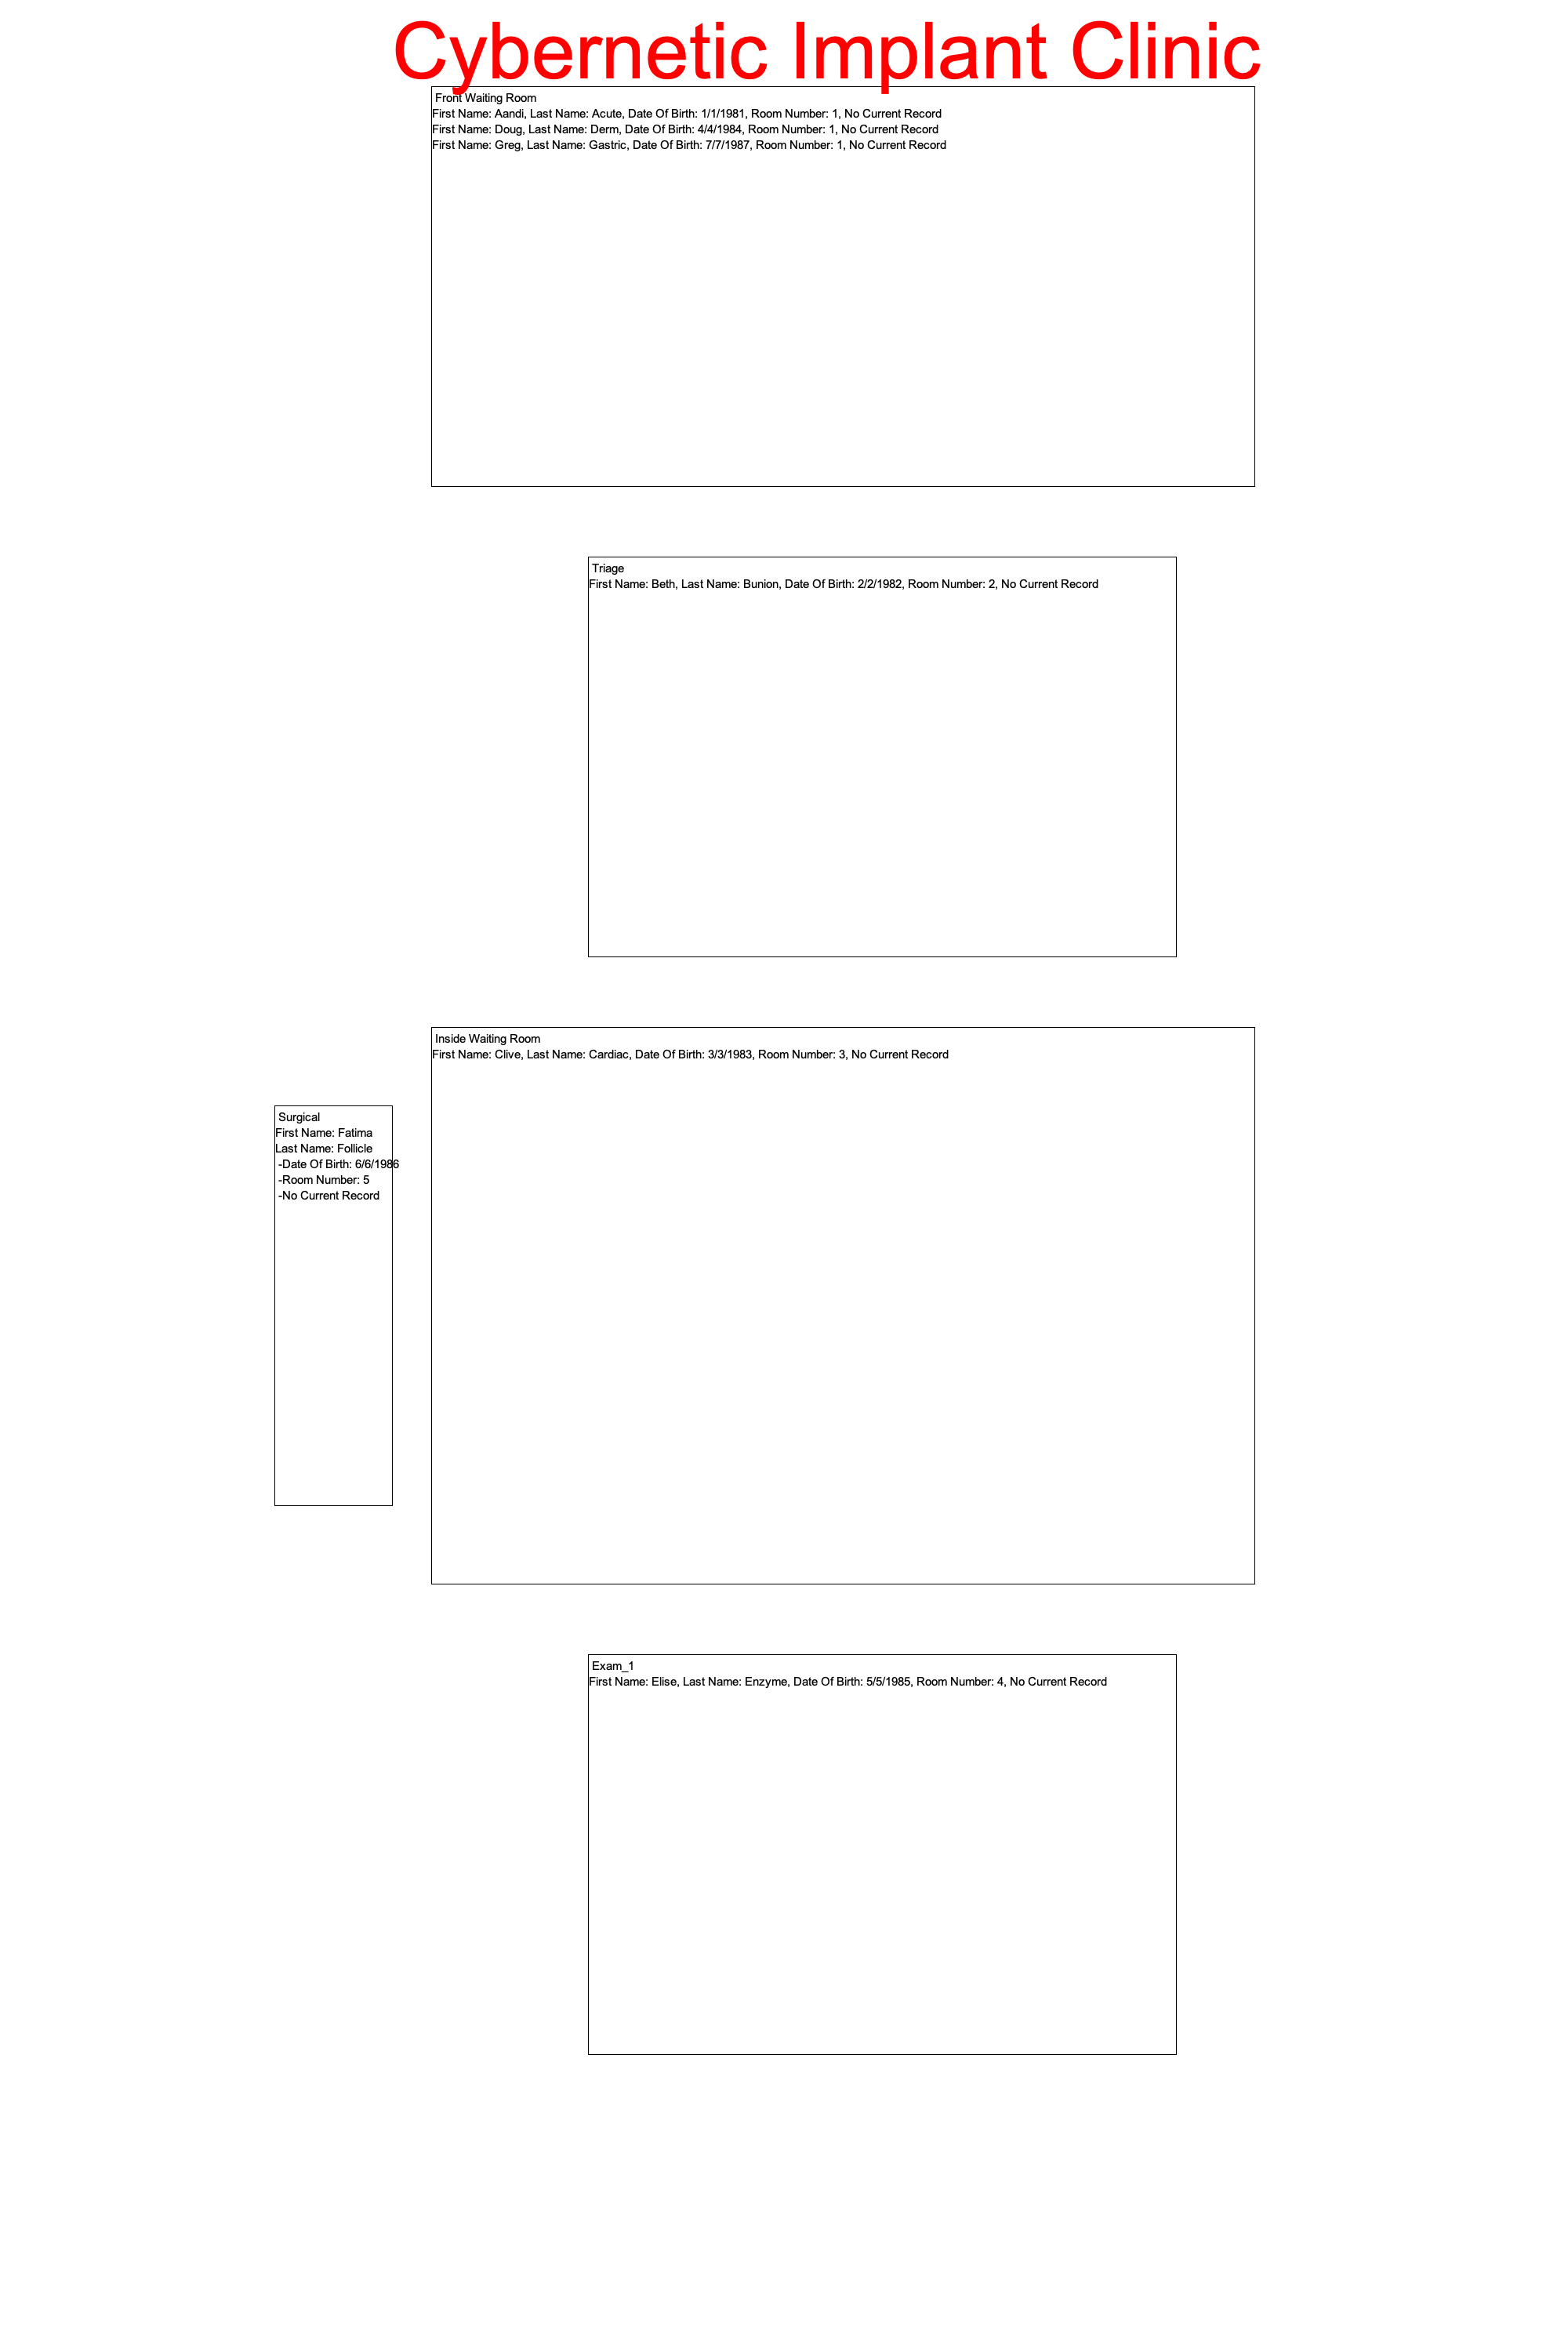 Cybernetic Implant Clinic
Front Waiting Room
First Name: Aandi, Last Name: Acute, Date Of Birth: 1/1/1981, Room Number: 1, No Current Record
First Name: Doug, Last Name: Derm, Date Of Birth: 4/4/1984, Room Number: 1, No Current Record
First Name: Greg, Last Name: Gastric, Date Of Birth: 7/7/1987, Room Number: 1, No Current Record
Triage
First Name: Beth, Last Name: Bunion, Date Of Birth: 2/2/1982, Room Number: 2, No Current Record
Inside Waiting Room
First Name: Clive, Last Name: Cardiac, Date Of Birth: 3/3/1983, Room Number: 3, No Current Record
Surgical
First Name: Fatima
Last Name: Follicle
-Date Of Birth: 6/6/1986
-Room Number: 5
-No Current Record
Exam_1
First Name: Elise, Last Name: Enzyme, Date Of Birth: 5/5/1985, Room Number: 4, No Current Record